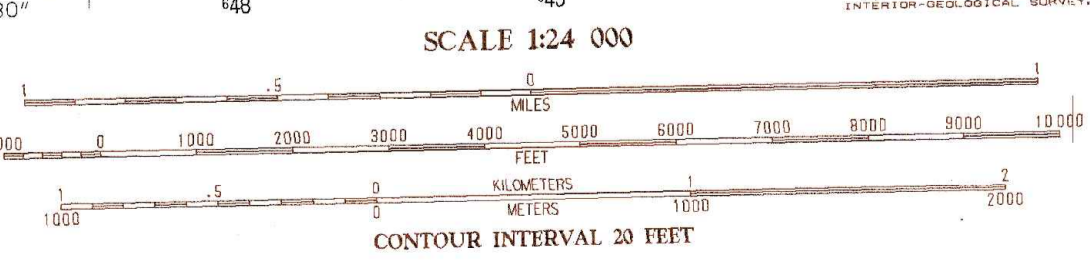 30" ⁶48 ⁶49 INTERIOR-GEOLOGICAL SURVEY,
SCALE 1:24 000
1 .5 0 1
MILES
000 0 1000 2000 3000 4000 5000 6000 7000 8000 9000 10000
FEET
1 .5 0 KILOMETERS 1 2
1000 0 METERS 1000 2000
CONTOUR INTERVAL 20 FEET